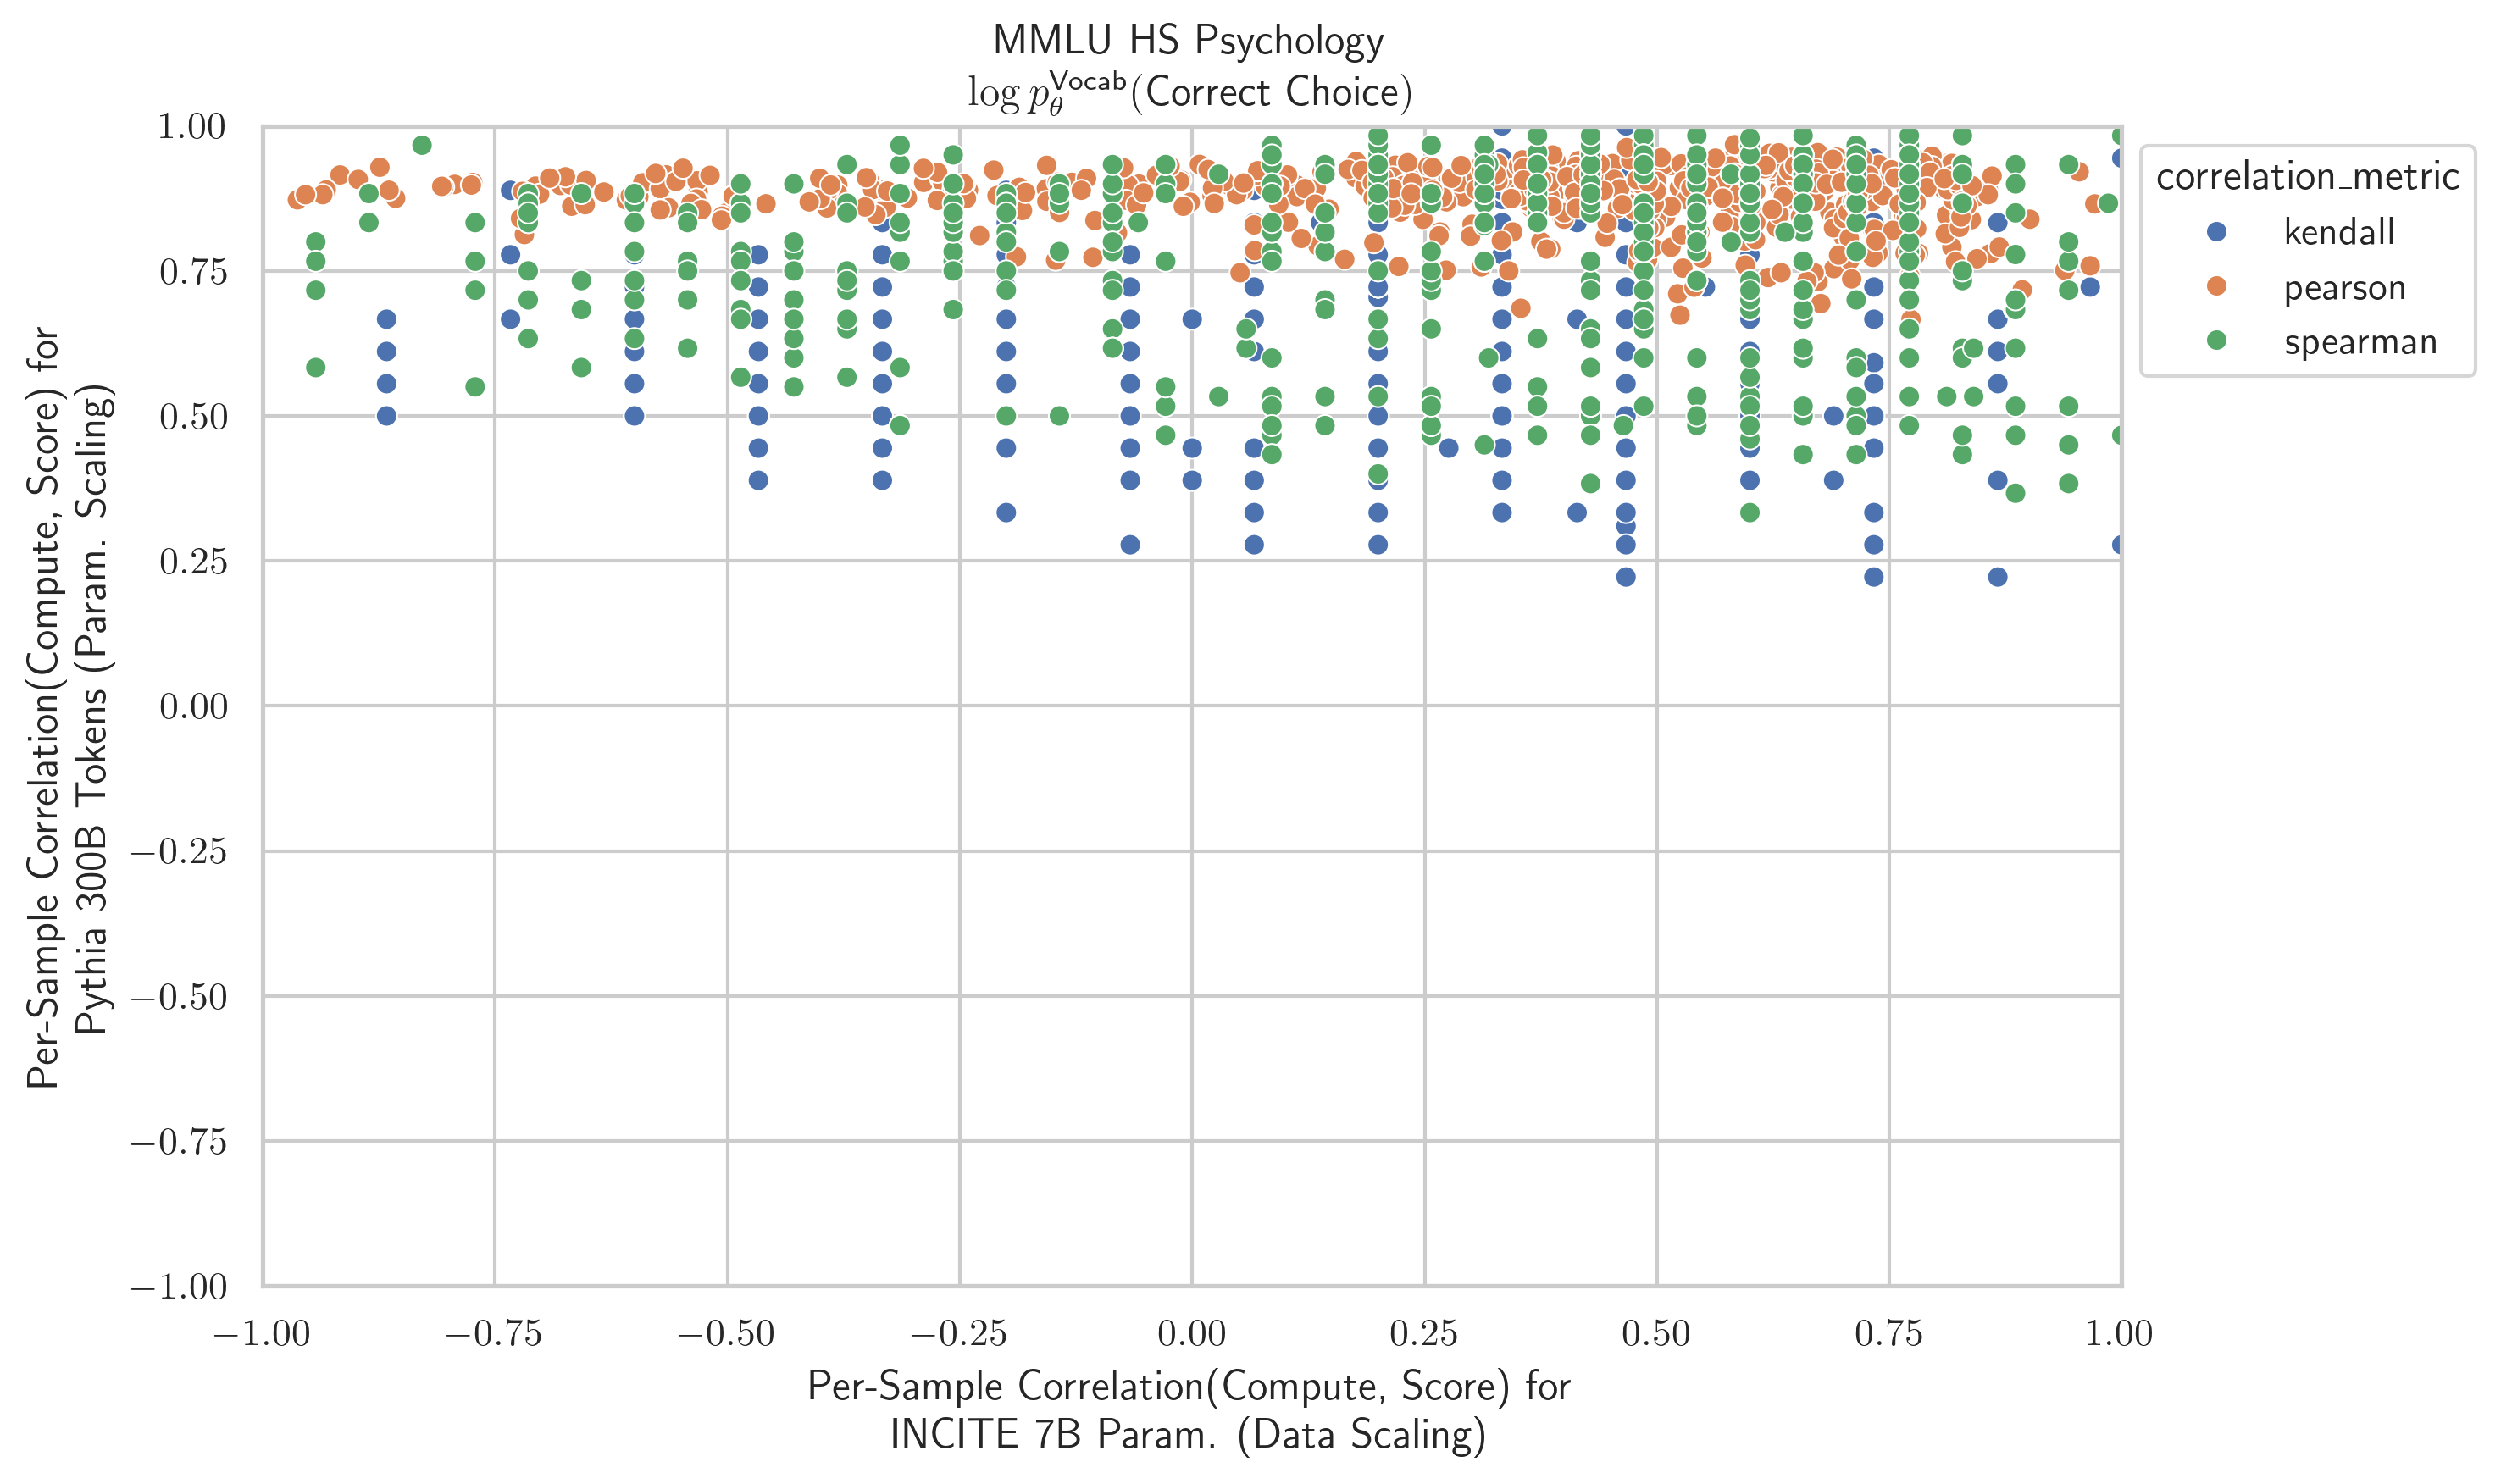 MMLU HS Psychology
log p_θ^Vocab(Correct Choice)
Per-Sample Correlation(Compute, Score) for
Pythia 300B Tokens (Param. Scaling)
1.00
0.75
0.50
0.25
0.00
−0.25
−0.50
−0.75
−1.00
−1.00
−0.75
−0.50
−0.25
0.00
0.25
0.50
0.75
1.00
Per-Sample Correlation(Compute, Score) for
INCITE 7B Param. (Data Scaling)
correlation_metric
kendall
pearson
spearman